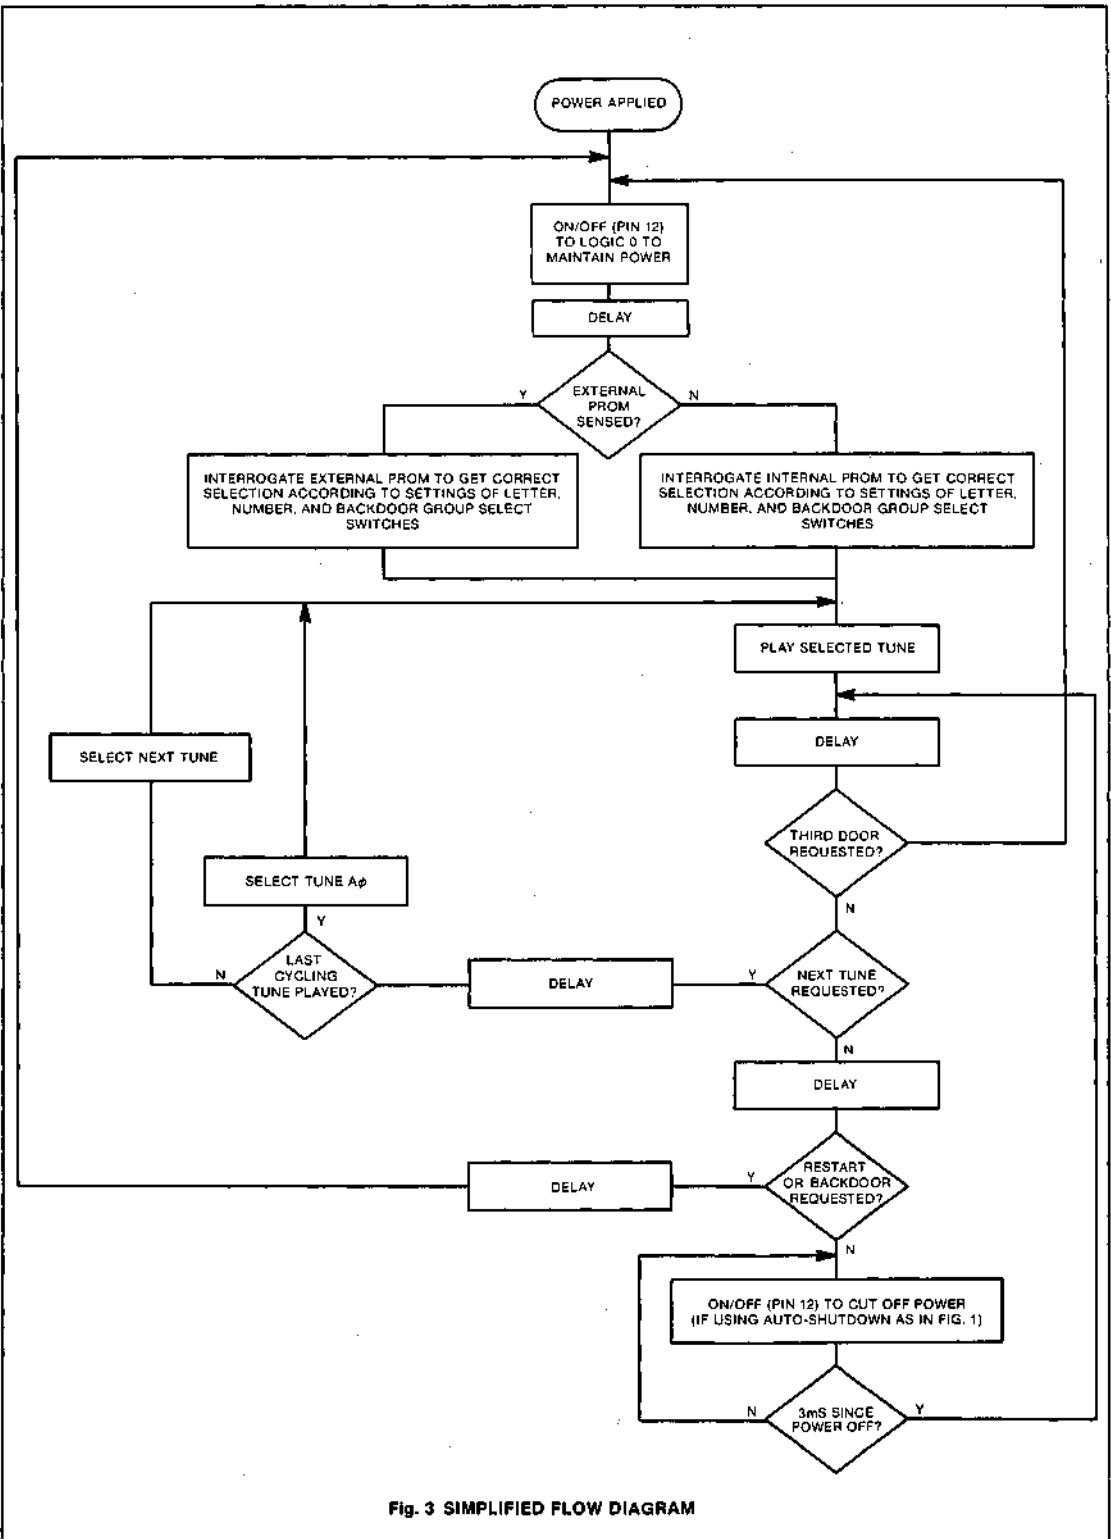 POWER APPLIED
ON/OFF (PIN 12)
TO LOGIC 0 TO
MAINTAIN POWER
DELAY
Y
EXTERNAL
PROM
SENSED?
N
INTERROGATE EXTERNAL PROM TO GET CORRECT
SELECTION ACCORDING TO SETTINGS OF LETTER,
NUMBER, AND BACKDOOR GROUP SELECT
SWITCHES
INTERROGATE INTERNAL PROM TO GET CORRECT
SELECTION ACCORDING TO SETTINGS OF LETTER,
NUMBER, AND BACKDOOR GROUP SELECT
SWITCHES
PLAY SELECTED TUNE
DELAY
SELECT NEXT TUNE
THIRD DOOR
REQUESTED?
N
SELECT TUNE Aφ
Y
LAST
CYCLING
TUNE PLAYED?
N
DELAY
Y
NEXT TUNE
REQUESTED?
N
DELAY
RESTART
OR BACKDOOR
REQUESTED?
Y
DELAY
N
ON/OFF (PIN 12) TO CUT OFF POWER
(IF USING AUTO-SHUTDOWN AS IN FIG. 1)
N
3mS SINCE
POWER OFF?
Y
Fig. 3 SIMPLIFIED FLOW DIAGRAM